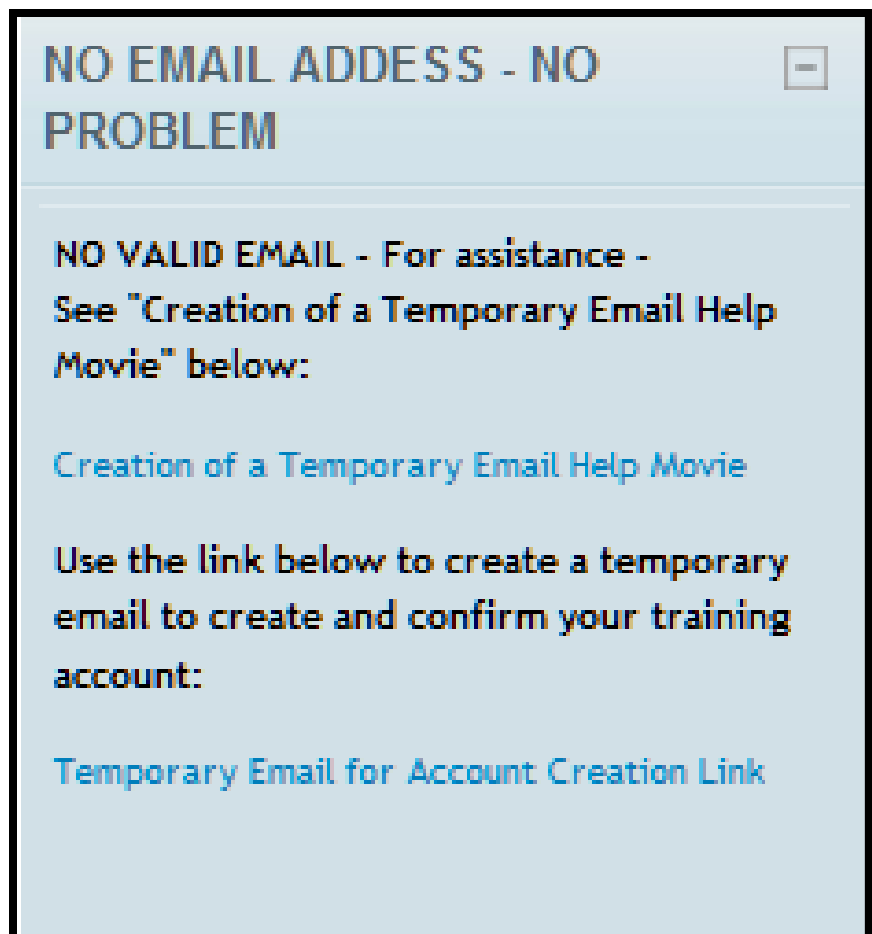 NO EMAIL ADDESS - NO
PROBLEM
NO VALID EMAIL - For assistance -
See "Creation of a Temporary Email Help
Movie" below:
Creation of a Temporary Email Help Movie
Use the link below to create a temporary
email to create and confirm your training
account:
Temporary Email for Account Creation Link